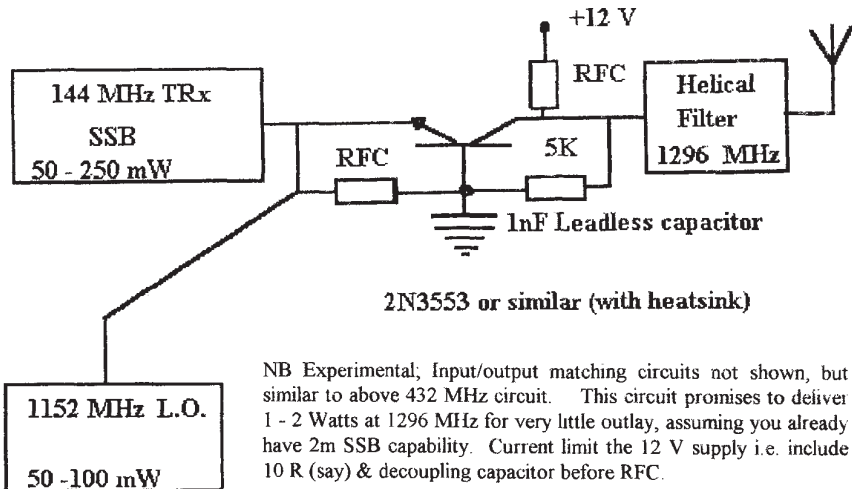 +12 V
144 MHz TRx
SSB
50 - 250 mW
RFC
Helical
Filter
1296 MHz
RFC
5K
1nF Leadless capacitor
2N3553 or similar (with heatsink)
1152 MHz L.O.
50 -100 mW
NB Experimental; Input/output matching circuits not shown, but
similar to above 432 MHz circuit. This circuit promises to deliver
1 - 2 Watts at 1296 MHz for very little outlay, assuming you already
have 2m SSB capability. Current limit the 12 V supply i.e. include
10 R (say) & decoupling capacitor before RFC.